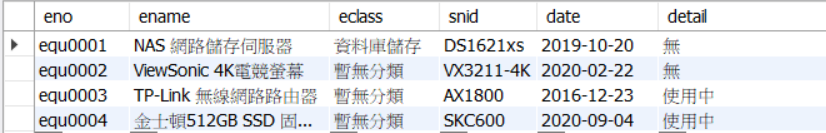 eno ename eclass snid date detail
equ0001 NAS 網路儲存伺服器 資料庫儲存 DS1621xs 2019-10-20 無
equ0002 ViewSonic 4K電競螢幕 暫無分類 VX3211-4K 2020-02-22 無
equ0003 TP-Link 無線網路路由器 暫無分類 AX1800 2016-12-23 使用中
equ0004 金士頓512GB SSD 固... 暫無分類 SKC600 2020-09-04 使用中